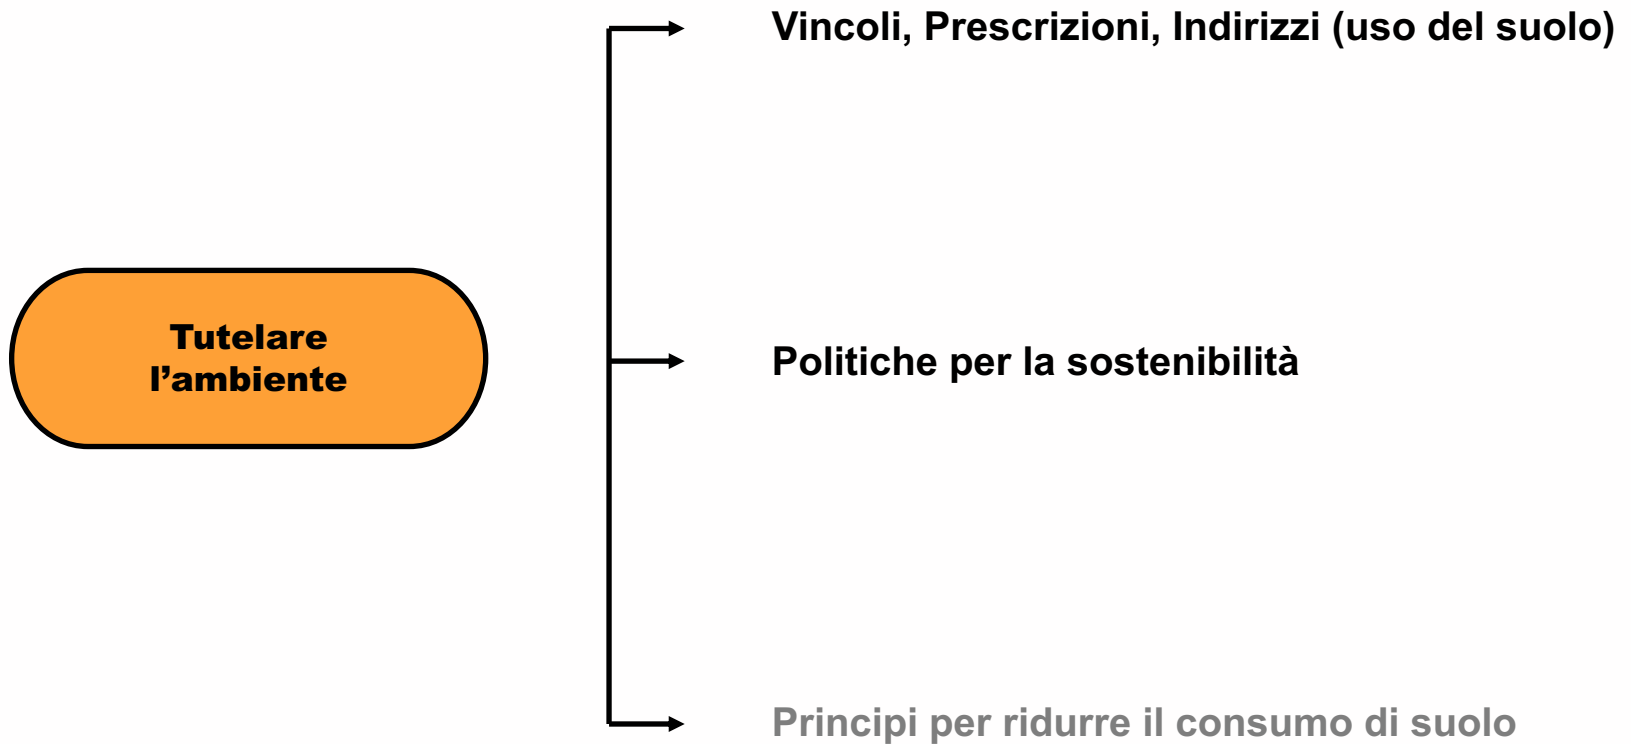 Vincoli, Prescrizioni, Indirizzi (uso del suolo)
Tutelare
l’ambiente
Politiche per la sostenibilità
Principi per ridurre il consumo di suolo